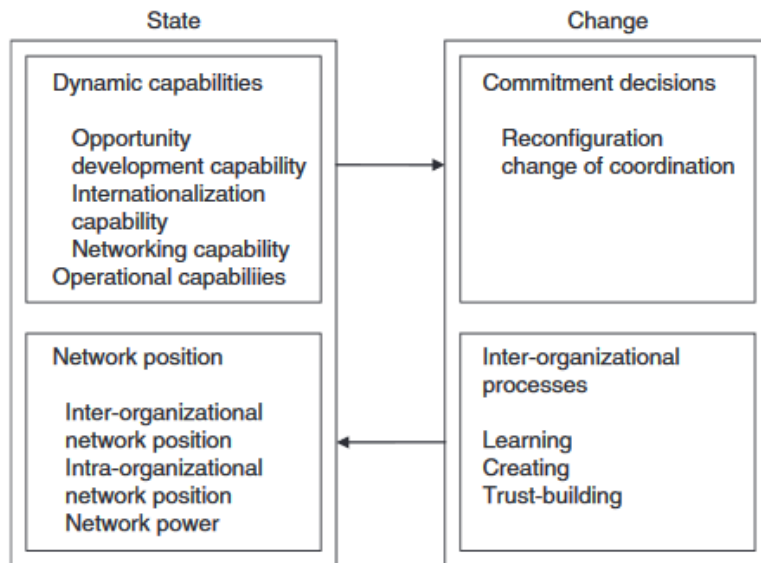 State
Dynamic capabilities
Opportunity
development capability
Internationalization
capability
Networking capability
Operational capabiliies
Network position
Inter-organizational
network position
Intra-organizational
network position
Network power
Change
Commitment decisions
Reconfiguration
change of coordination
Inter-organizational
processes
Learning
Creating
Trust-building